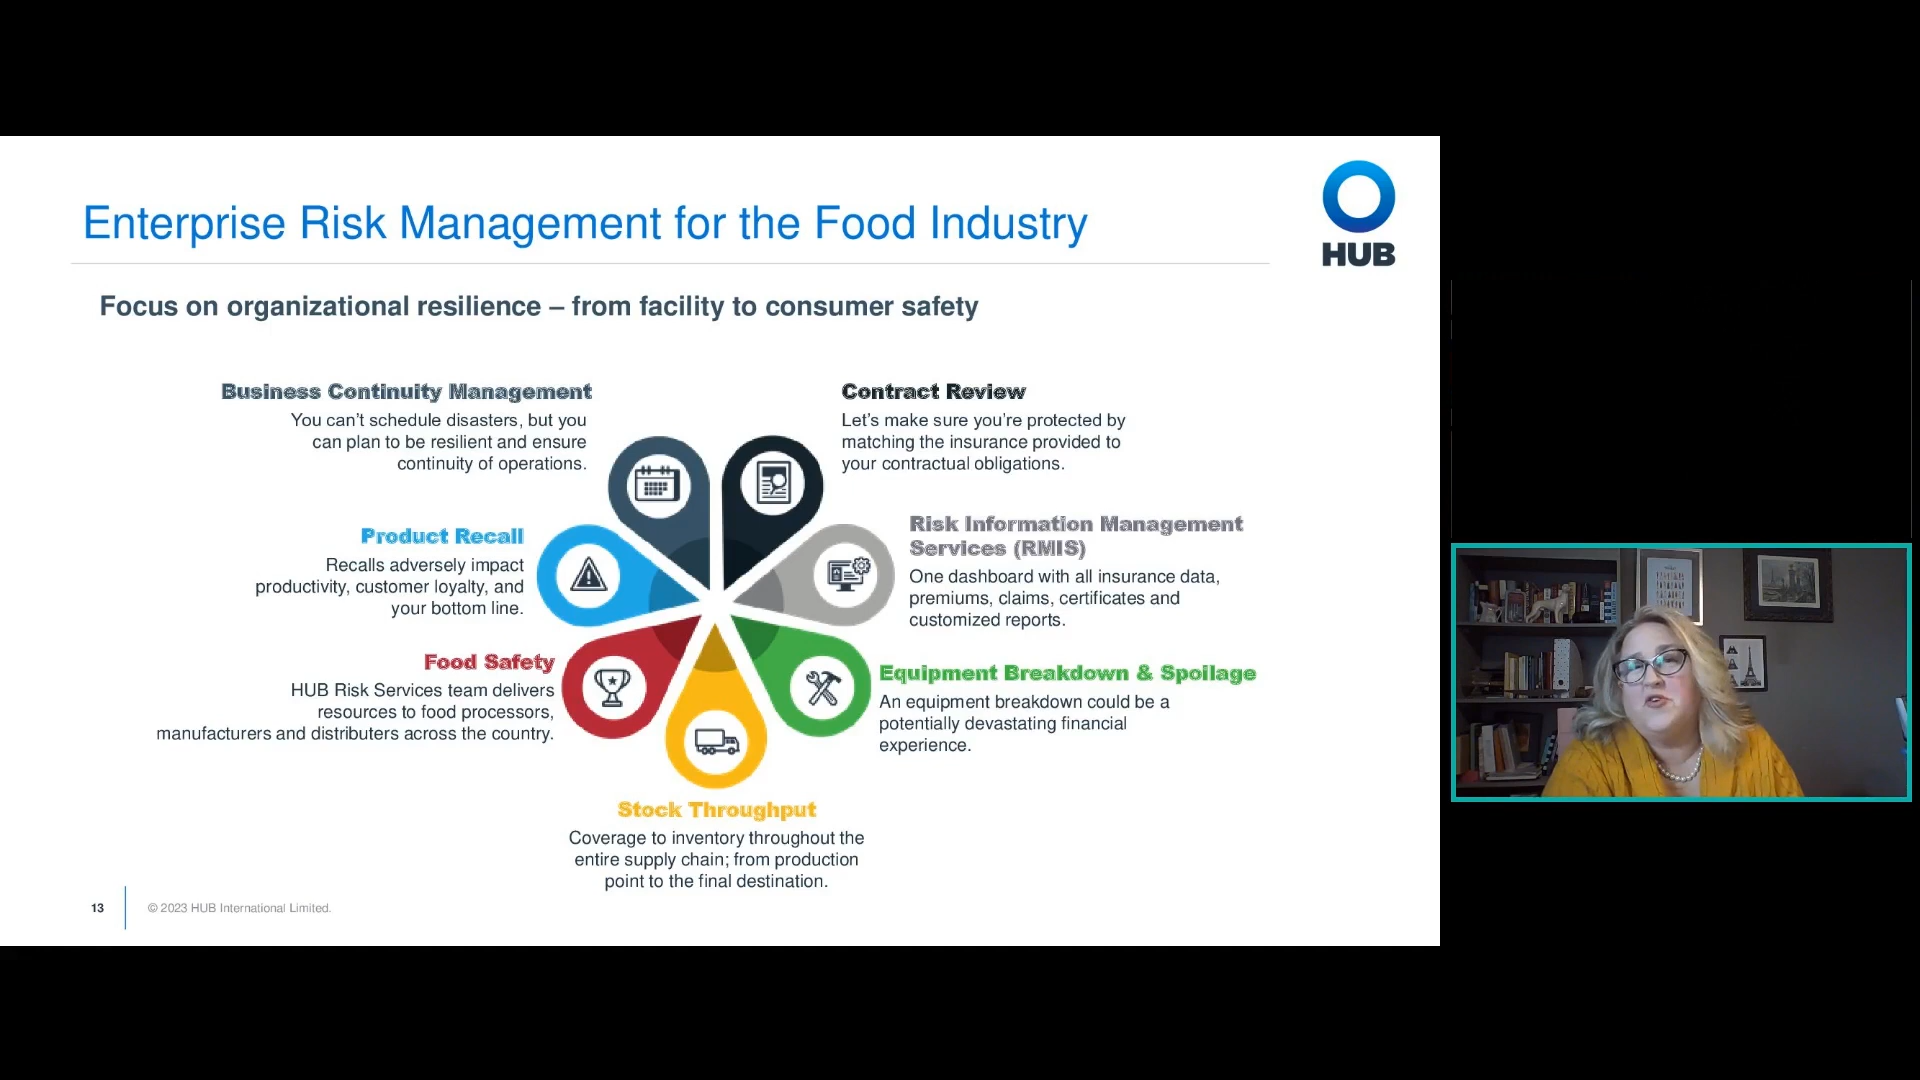 Enterprise Risk Management for the Food Industry
HUB
Focus on organizational resilience – from facility to consumer safety
Business Continuity Management
You can’t schedule disasters, but you
can plan to be resilient and ensure
continuity of operations.
Contract Review
Let’s make sure you’re protected by
matching the insurance provided to
your contractual obligations.
Product Recall
Recalls adversely impact
productivity, customer loyalty, and
your bottom line.
Risk Information Management
Services (RMIS)
One dashboard with all insurance data,
premiums, claims, certificates and
customized reports.
Food Safety
HUB Risk Services team delivers
resources to food processors,
manufacturers and distributers across the country.
Equipment Breakdown & Spoilage
An equipment breakdown could be a
potentially devastating financial
experience.
Stock Throughput
Coverage to inventory throughout the
entire supply chain; from production
point to the final destination.
13
© 2023 HUB International Limited.